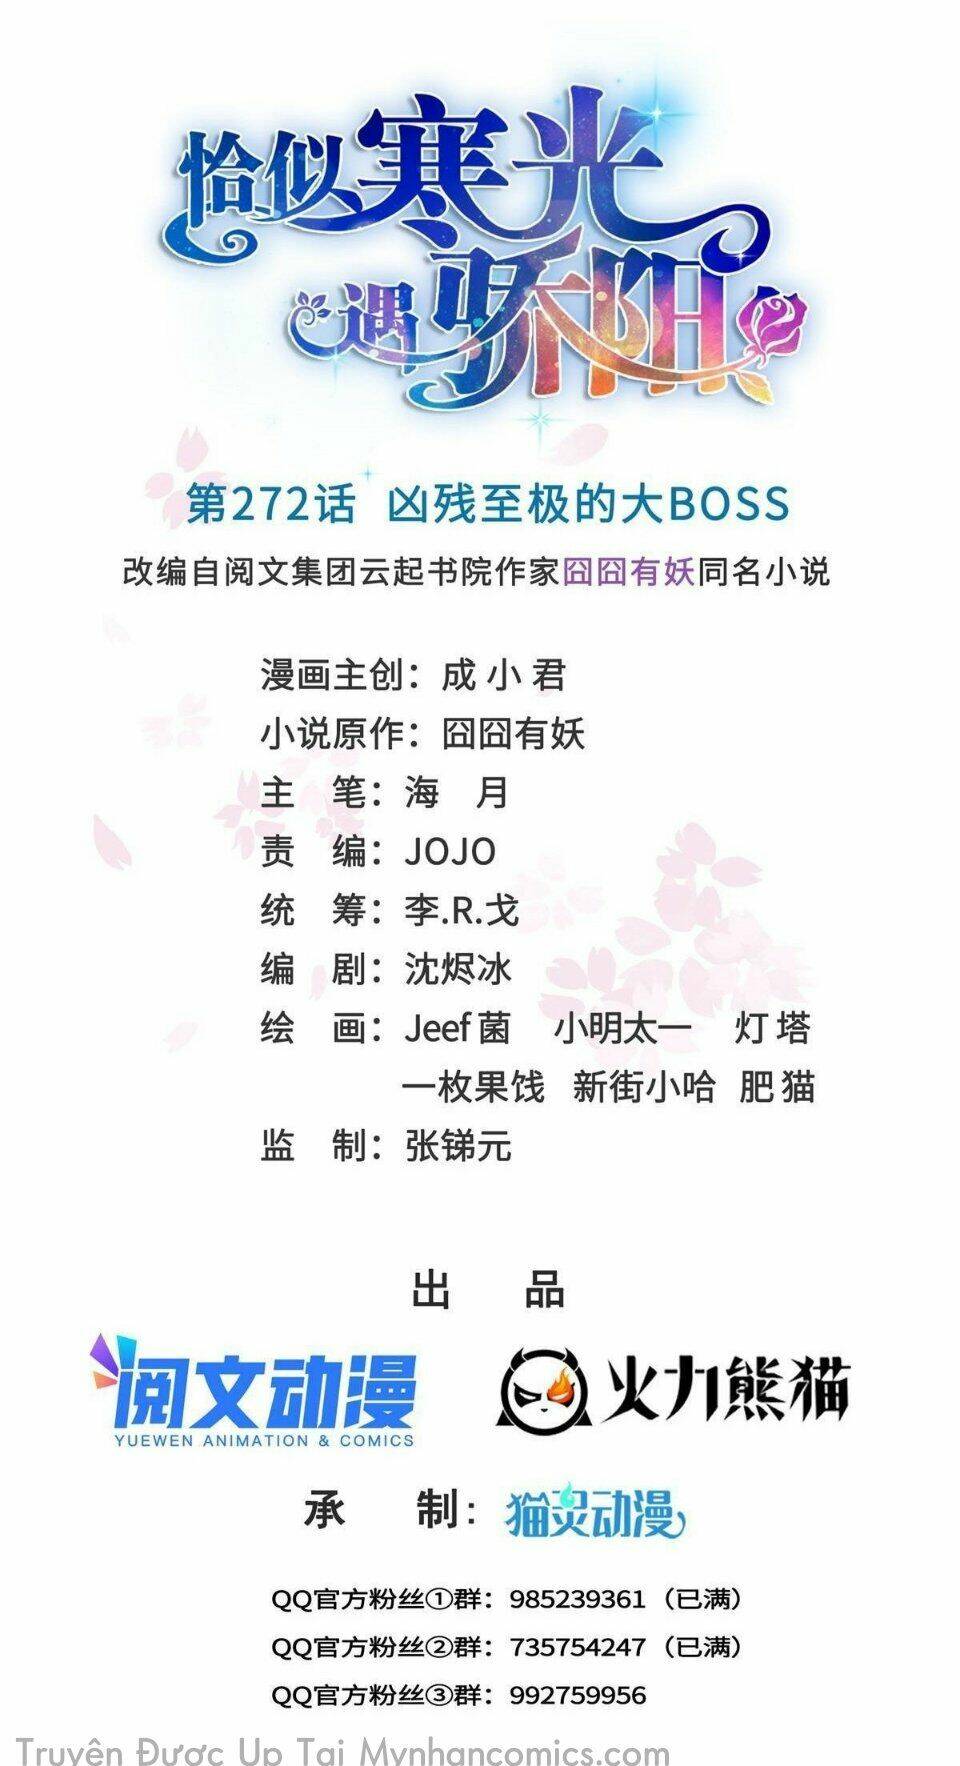 恰似寒光
遇骄阳
第272话 凶残至极的大BOSS
改编自阅文集团云起书院作家囧囧有妖同名小说
漫画主创：成小君
小说原作：囧囧有妖
主 笔：海 月
责 编：JOJO
统 筹：李.R.戈
编 剧：沈烬冰
绘 画：Jeef菌 小明太一 灯塔
一枚果饯 新街小哈 肥猫
监 制：张锑元
出 品
阅文动漫 火力熊猫
YUEWEN ANIMATION & COMICS
承 制：猫灵动漫
QQ官方粉丝①群：985239361（已满）
QQ官方粉丝②群：735754247（已满）
QQ官方粉丝③群：992759956
Truyện Được Up Tại Mynhancomics.com